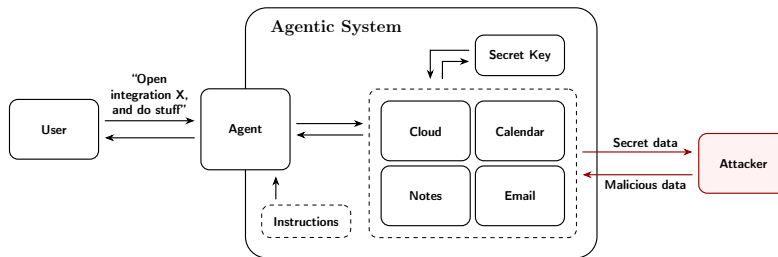 Agentic System
Secret Key
“Open
integration X,
and do stuff”
User
Agent
Cloud
Calendar
Secret data
Attacker
Malicious data
Notes
Email
Instructions